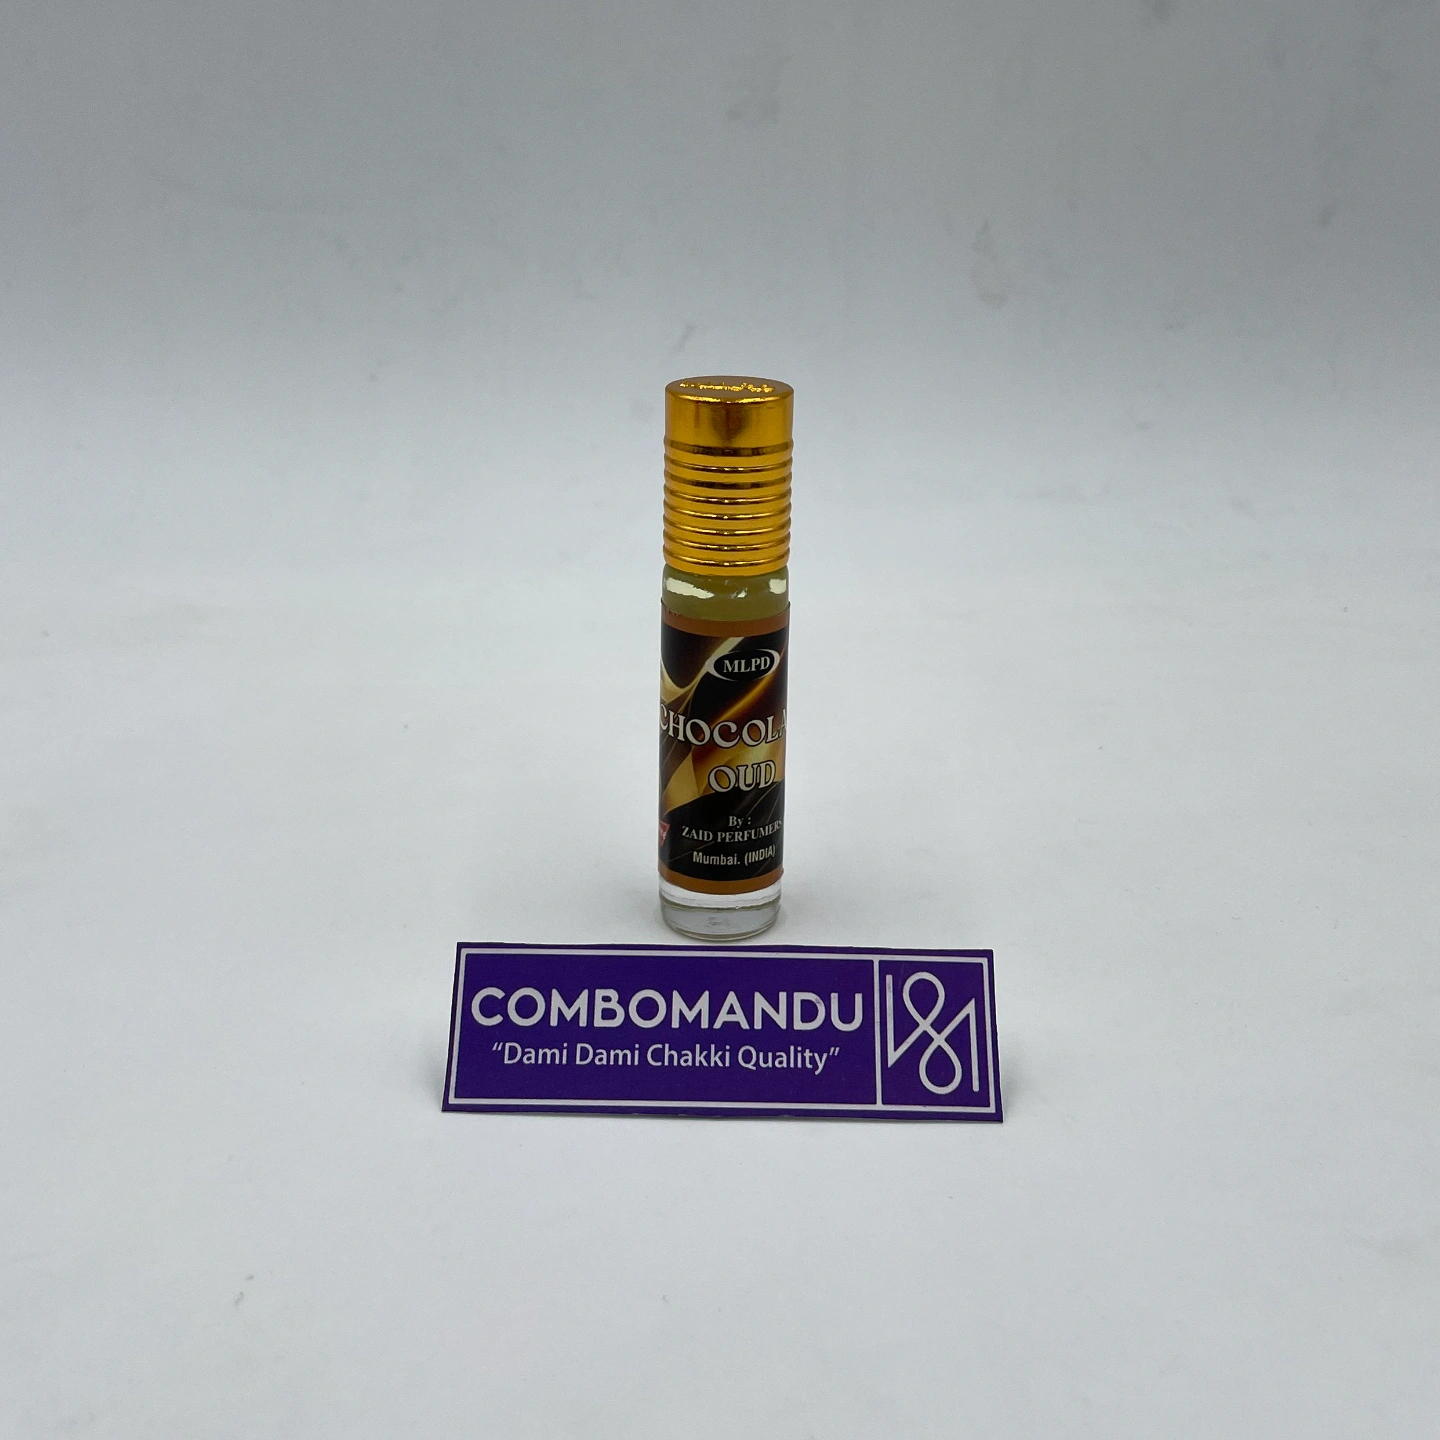 MLPD
CHOCOLA
OUD
By :
ZAID PERFUMERS
Mumbai. (INDIA)
COMBOMANDU
“Dami Dami Chakki Quality”